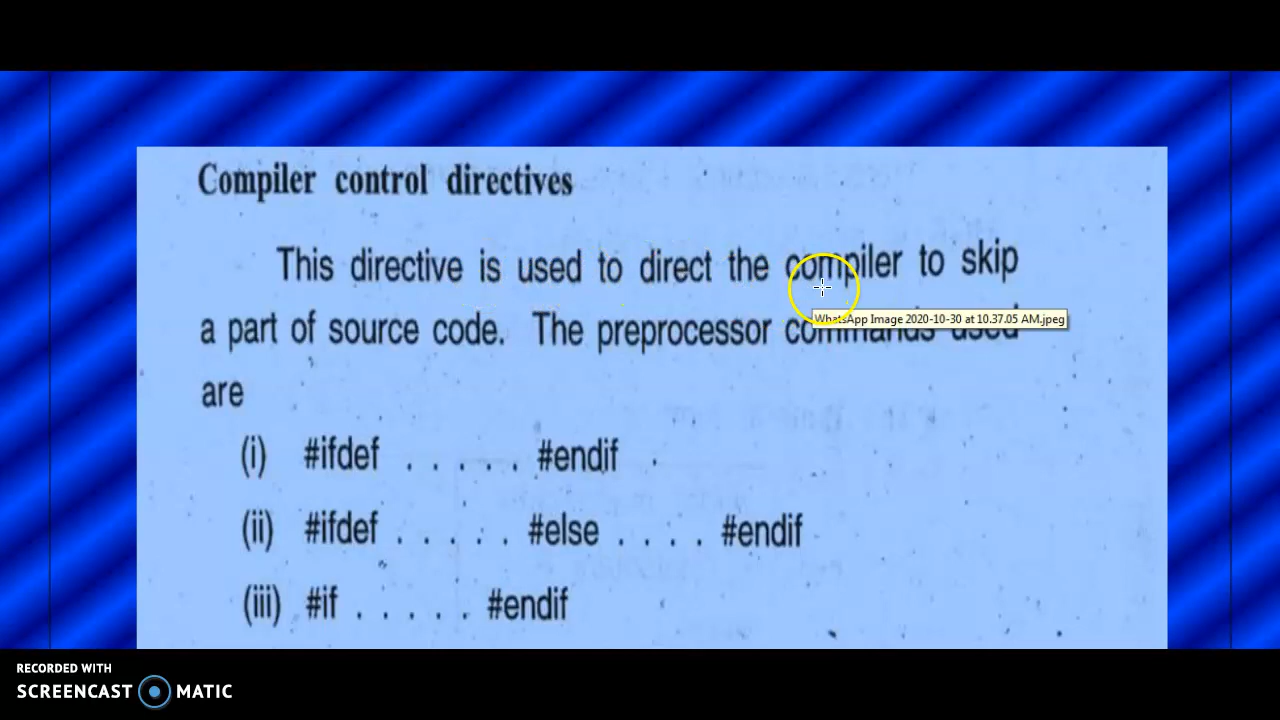 Compiler control directives
This directive is used to direct the compiler to skip
a part of source code. The preprocessor commands used
WhatsApp Image 2020-10-30 at 10.37.05 AM.jpeg
are
(i) #ifdef . . . . . #endif
(ii) #ifdef . . . . . #else . . . . #endif
(iii) #if . . . . . #endif
RECORDED WITH
SCREENCAST MATIC